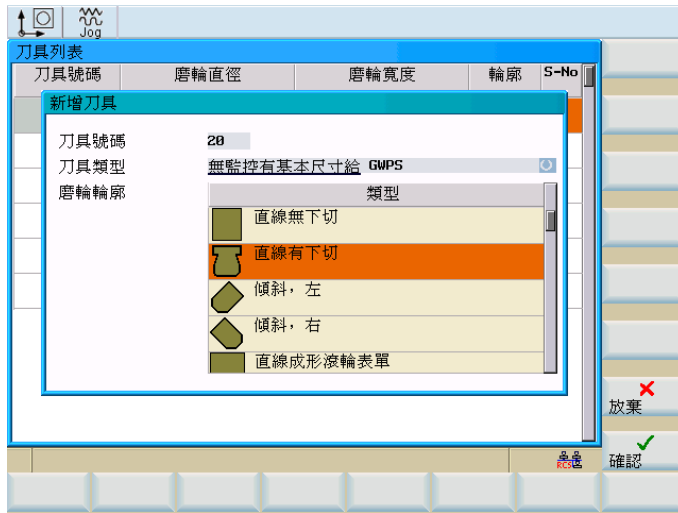 Jog
刀具列表
刀具號碼 磨輪直徑 磨輪寬度 輪廓 S-No
新增刀具
刀具號碼 20
刀具類型 無監控有基本尺寸給 GWPS
磨輪輪廓 類型
直線無下切
直線有下切
傾斜，左
傾斜，右
直線成形滾輪表單
放棄
RCS
確認